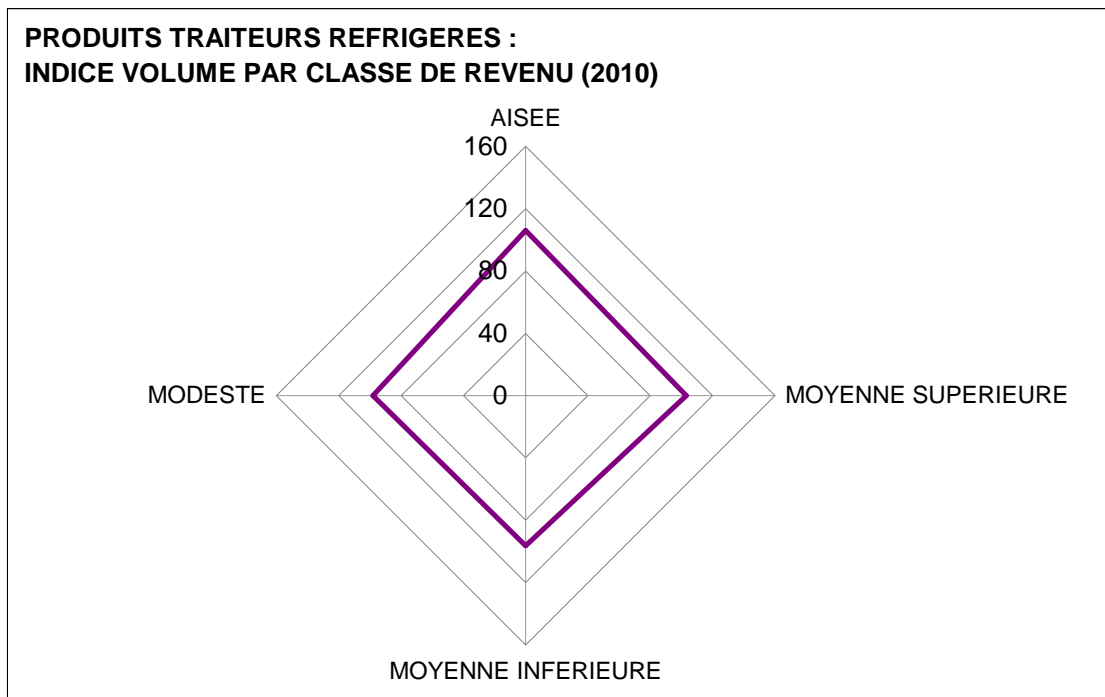 PRODUITS TRAITEURS REFRIGERES :
INDICE VOLUME PAR CLASSE DE REVENU (2010)
AISEE
160
120
80
40
MODESTE
0
MOYENNE SUPERIEURE
MOYENNE INFERIEURE